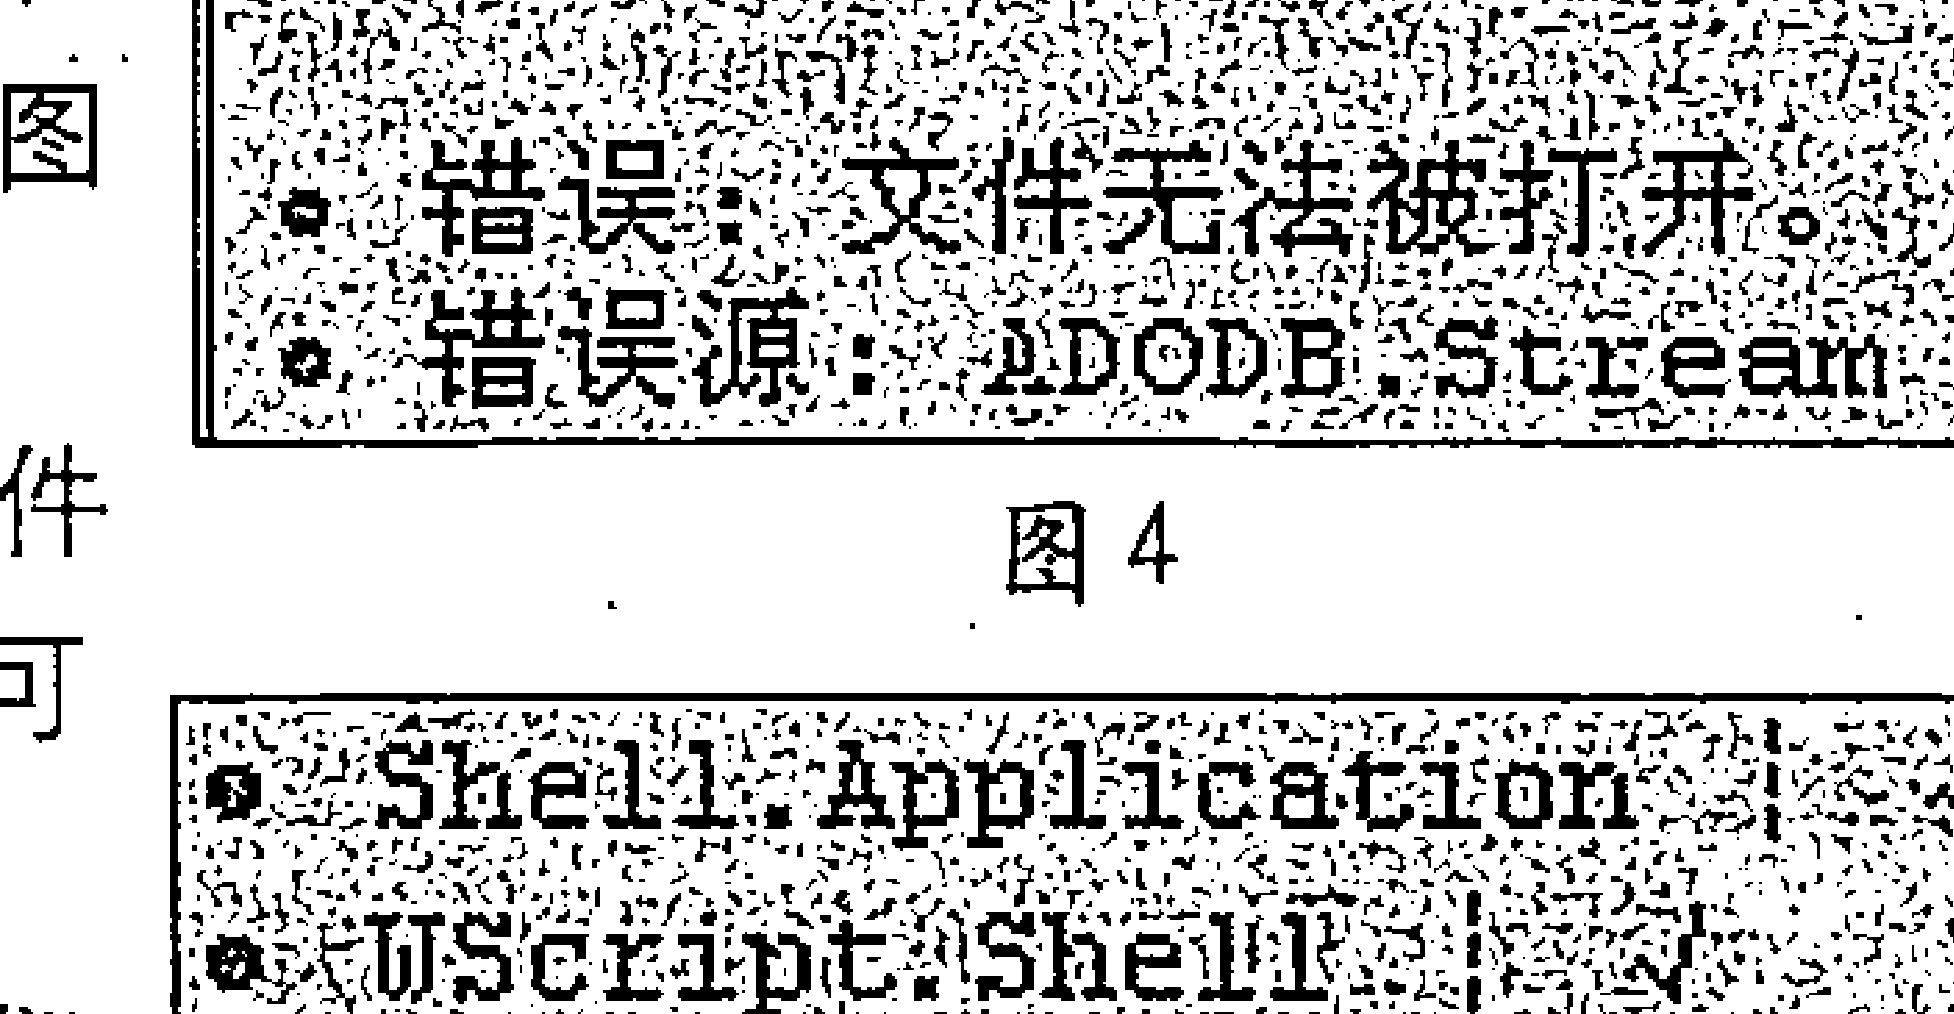 图
件
可
错误: 文件无法被打开。
错误源: ADODB.Stream
图 4
Shell.Application |
WScript.Shell | √